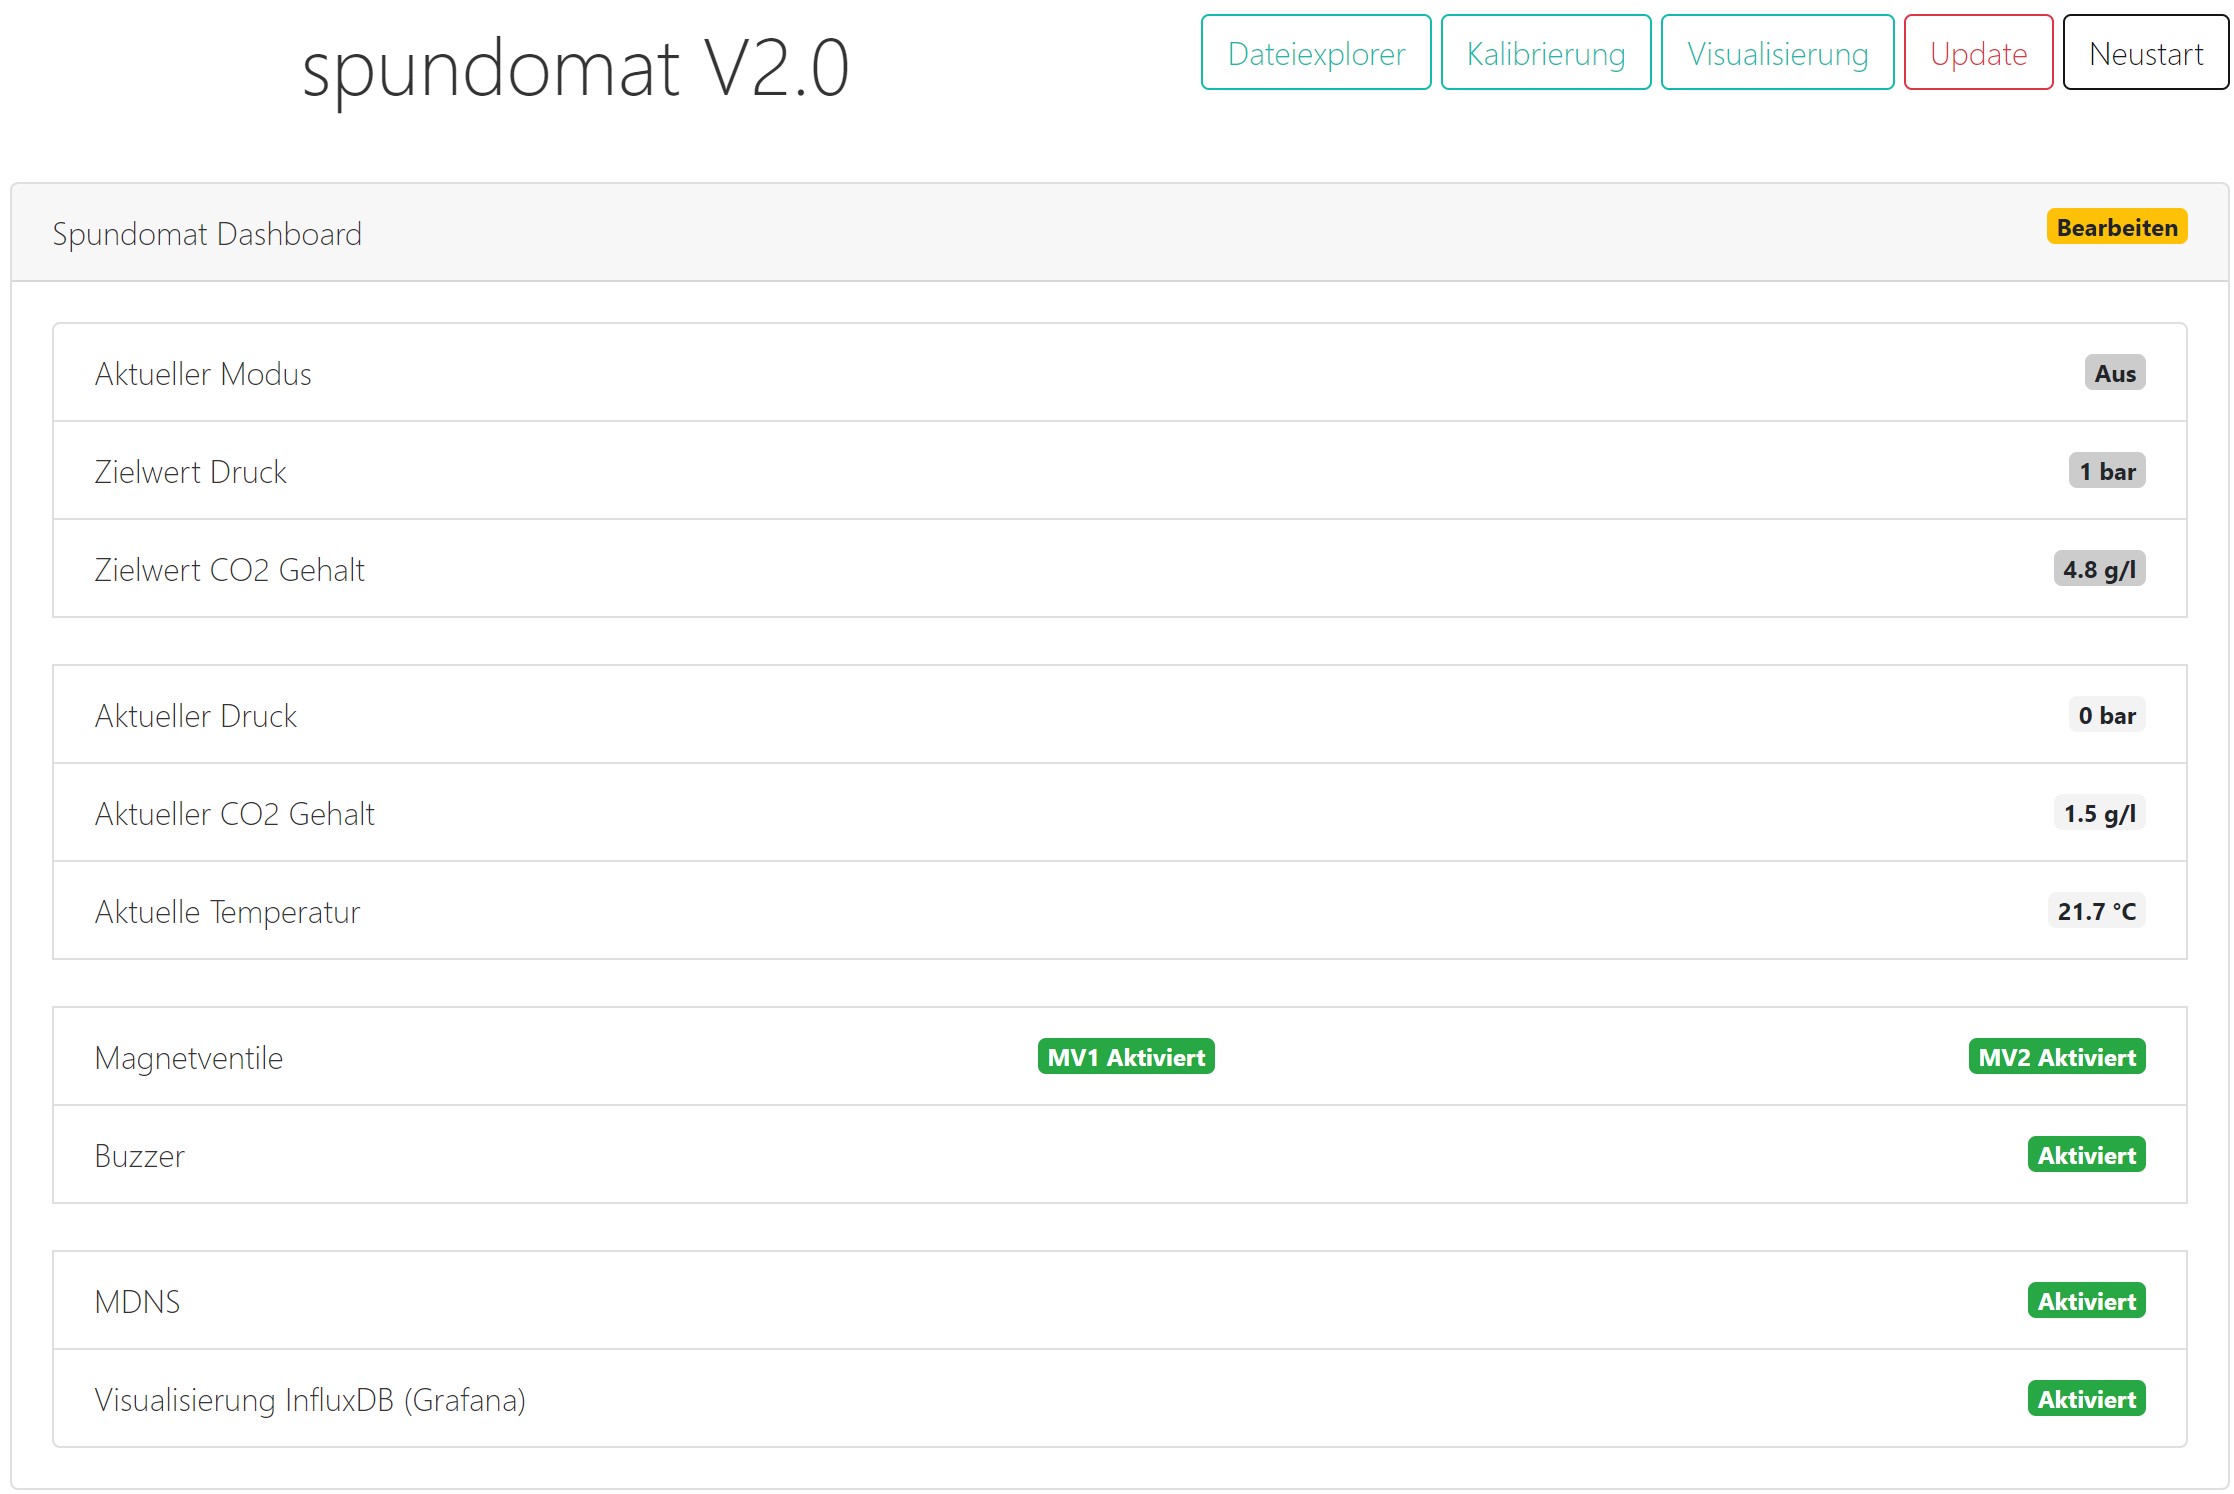 spundomat V2.0
Dateiexplorer Kalibrierung Visualisierung Update Neustart
Spundomat Dashboard Bearbeiten
Aktueller Modus Aus
Zielwert Druck 1 bar
Zielwert CO2 Gehalt 4.8 g/l
Aktueller Druck 0 bar
Aktueller CO2 Gehalt 1.5 g/l
Aktuelle Temperatur 21.7 °C
Magnetventile MV1 Aktiviert MV2 Aktiviert
Buzzer Aktiviert
MDNS Aktiviert
Visualisierung InfluxDB (Grafana) Aktiviert